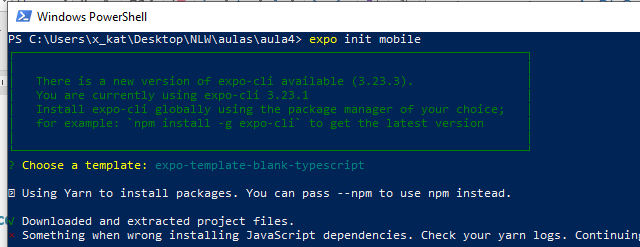 Windows PowerShell
PS C:\Users\x_kat\Desktop\NLW\aulas\aula4> expo init mobile
There is a new version of expo-cli available (3.23.3).
You are currently using expo-cli 3.23.1
Install expo-cli globally using the package manager of your choice;
for example: `npm install -g expo-cli` to get the latest version
? Choose a template: expo-template-blank-typescript
Using Yarn to install packages. You can pass --npm to use npm instead.
Downloaded and extracted project files.
Something when wrong installing JavaScript dependencies. Check your yarn logs. Continuing